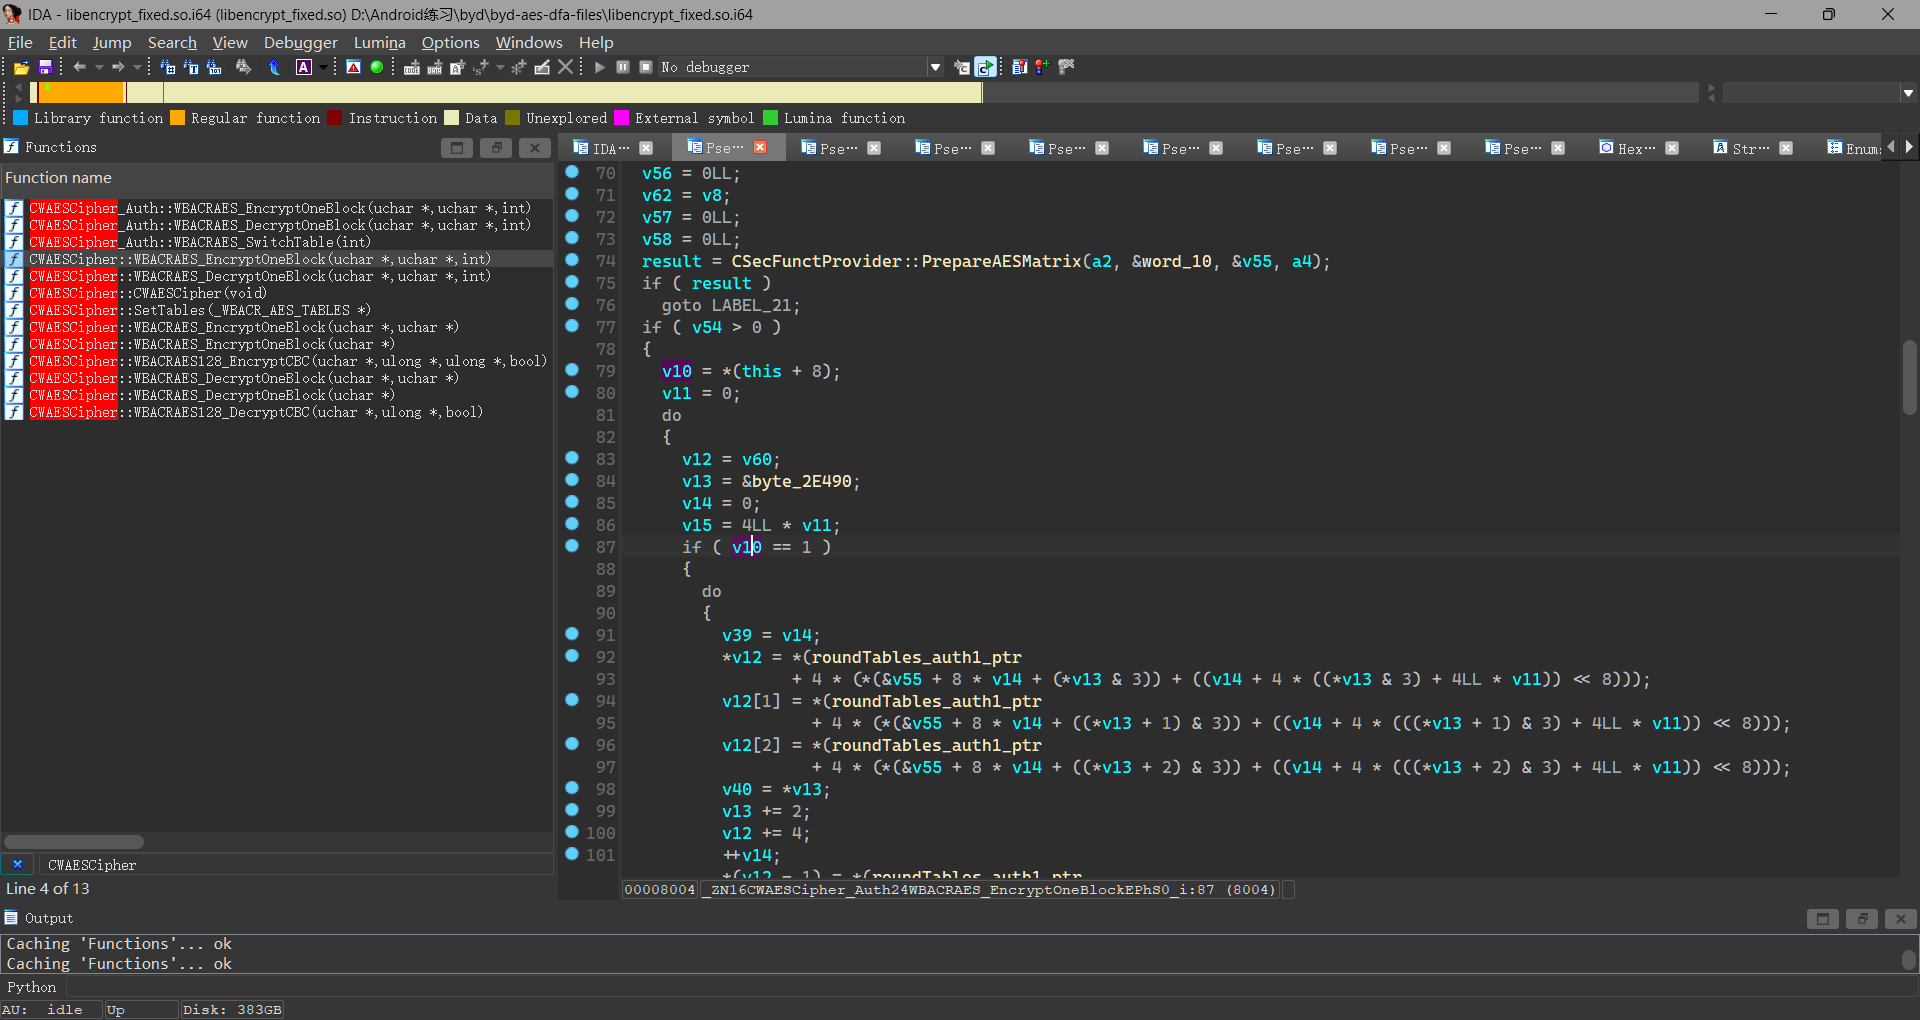 IDA - libencrypt_fixed.so.i64 (libencrypt_fixed.so) D:\Android练习\byd\byd-aes-dfa-files\libencrypt_fixed.so.i64
File Edit Jump Search View Debugger Lumina Options Windows Help
No debugger
Library function Regular function Instruction Data Unexplored External symbol Lumina function
Functions
IDA··· Pse··· Pse··· Pse··· Pse··· Pse··· Pse··· Pse··· Pse··· Hex··· Str··· Enum
Function name
CWAESCipher_Auth::WBACRAES_EncryptOneBlock(uchar *,uchar *,int)
CWAESCipher_Auth::WBACRAES_DecryptOneBlock(uchar *,uchar *,int)
CWAESCipher_Auth::WBACRAES_SwitchTable(int)
CWAESCipher::WBACRAES_EncryptOneBlock(uchar *,uchar *,int)
CWAESCipher::WBACRAES_DecryptOneBlock(uchar *,uchar *,int)
CWAESCipher::CWAESCipher(void)
CWAESCipher::SetTables(_WBACR_AES_TABLES *)
CWAESCipher::WBACRAES_EncryptOneBlock(uchar *,uchar *)
CWAESCipher::WBACRAES_EncryptOneBlock(uchar *)
CWAESCipher::WBACRAES128_EncryptCBC(uchar *,ulong *,ulong *,bool)
CWAESCipher::WBACRAES_DecryptOneBlock(uchar *,uchar *)
CWAESCipher::WBACRAES_DecryptOneBlock(uchar *)
CWAESCipher::WBACRAES128_DecryptCBC(uchar *,ulong *,bool)
CWAESCipher
Line 4 of 13
70 v56 = 0LL;
71 v62 = v8;
72 v57 = 0LL;
73 v58 = 0LL;
74 result = CSecFunctProvider::PrepareAESMatrix(a2, &word_10, &v55, a4);
75 if ( result )
76 goto LABEL_21;
77 if ( v54 > 0 )
78 {
79 v10 = *(this + 8);
80 v11 = 0;
81 do
82 {
83 v12 = v60;
84 v13 = &byte_2E490;
85 v14 = 0;
86 v15 = 4LL * v11;
87 if ( v10 == 1 )
88 {
89 do
90 {
91 v39 = v14;
92 *v12 = *(roundTables_auth1_ptr
93 + 4 * (*(&v55 + 8 * v14 + (*v13 & 3)) + ((v14 + 4 * ((*v13 & 3) + 4LL * v11)) << 8)));
94 v12[1] = *(roundTables_auth1_ptr
95 + 4 * (*(&v55 + 8 * v14 + ((*v13 + 1) & 3)) + ((v14 + 4 * (((*v13 + 1) & 3) + 4LL * v11)) << 8)));
96 v12[2] = *(roundTables_auth1_ptr
97 + 4 * (*(&v55 + 8 * v14 + ((*v13 + 2) & 3)) + ((v14 + 4 * (((*v13 + 2) & 3) + 4LL * v11)) << 8)));
98 v40 = *v13;
99 v13 += 2;
100 v12 += 4;
101 ++v14;
*(v12 - 1) = *(roundTables_auth1_ptr
00008004 _ZN16CWAESCipher_Auth24WBACRAES_EncryptOneBlockEPhS0_i:87 (8004)
Output
Caching 'Functions'... ok
Caching 'Functions'... ok
Python
AU: idle Up Disk: 383GB